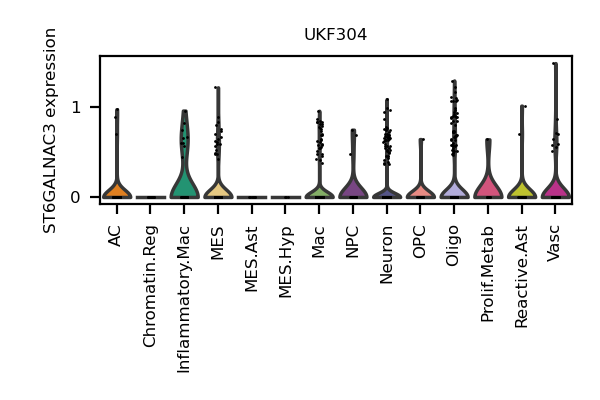 UKF304
ST6GALNAC3 expression
1
0
AC
Chromatin.Reg
Inflammatory.Mac
MES
MES.Ast
MES.Hyp
Mac
NPC
Neuron
OPC
Oligo
Prolif.Metab
Reactive.Ast
Vasc